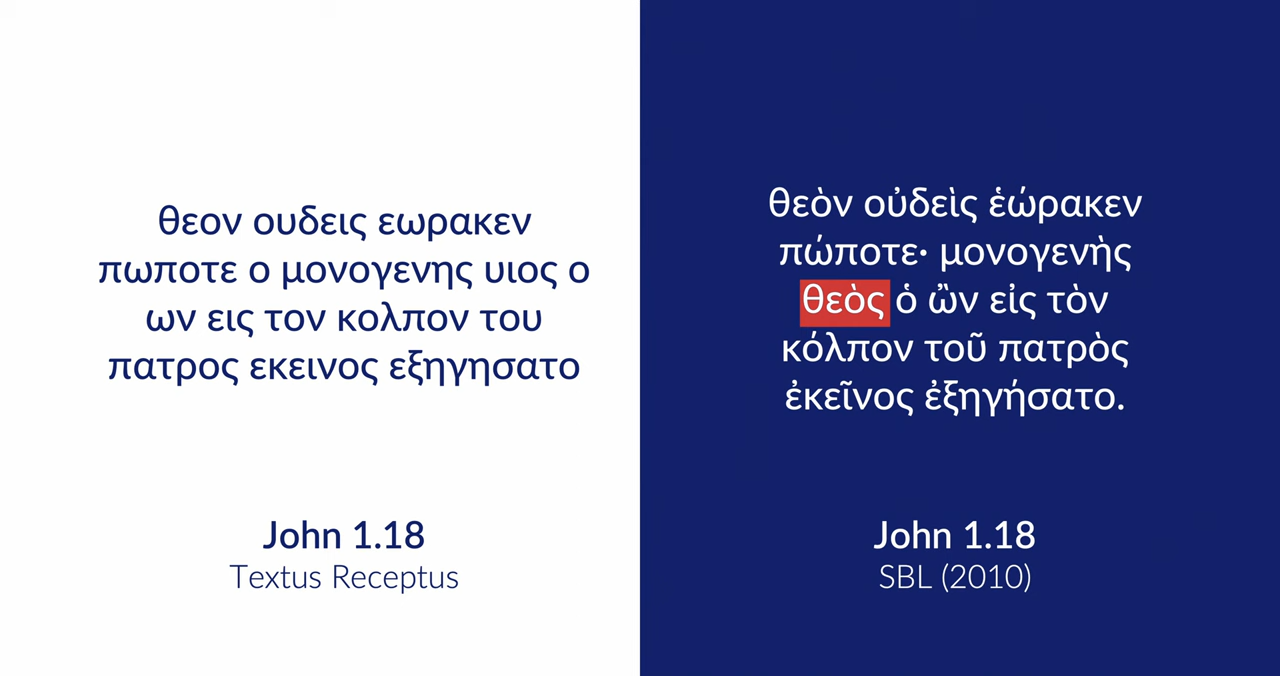 θεον ουδεις εωρακεν
πωποτε ο μονογενης υιος ο
ων εις τον κολπον του
πατρος εκεινος εξηγησατο
John 1.18
Textus Receptus
θεὸν οὐδεὶς ἑώρακεν
πώποτε· μονογενὴς
θεὸς ὁ ὢν εἰς τὸν
κόλπον τοῦ πατρὸς
ἐκεῖνος ἐξηγήσατο.
John 1.18
SBL (2010)